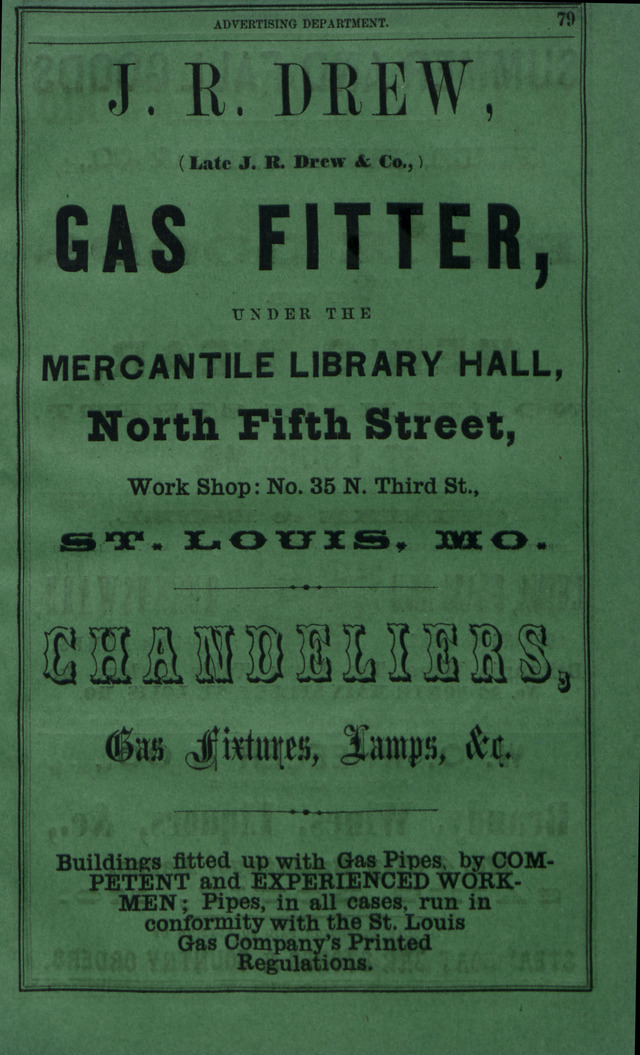 ADVERTISING DEPARTMENT. 79
J. R. DREW,
(Late J. R. Drew & Co.,)
GAS FITTER,
UNDER THE
MERCANTILE LIBRARY HALL,
North Fifth Street,
Work Shop: No. 35 N. Third St.,
ST. LOUIS, MO.
CHANDELIERS,
Gas Fixtures, Lamps, &c.
Buildings fitted up with Gas Pipes, by COM-
PETENT and EXPERIENCED WORK-
MEN; Pipes, in all cases, run in
conformity with the St. Louis
Gas Company's Printed
Regulations.